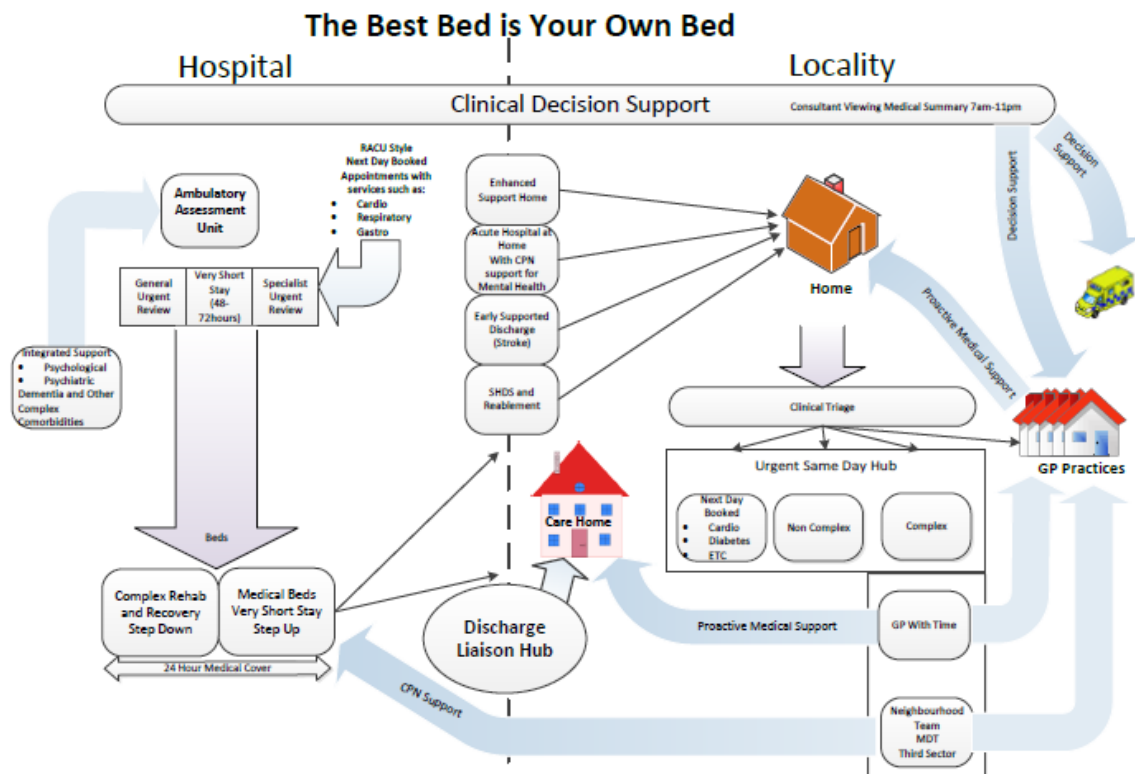 The Best Bed is Your Own Bed
Hospital
Locality
Clinical Decision Support
Consultant Viewing Medical Summary 7am-11pm
RACU Style
Next Day Booked
Appointments with
services such as:
• Cardio
• Respiratory
• Gastro
Ambulatory
Assessment
Unit
General
Urgent
Review
Very Short
Stay
(48-
72hours)
Specialist
Urgent
Review
Integrated Support
• Psychological
• Psychiatric
Dementia and Other
Complex
Comorbidities
Beds
Complex Rehab
and Recovery
Step Down
Medical Beds
Very Short Stay
Step Up
24 Hour Medical Cover
Enhanced
Support Home
Acute Hospital at
Home
With CPN
support for
Mental Health
Early Supported
Discharge
(Stroke)
SHDS and
Reablement
Care Home
Discharge
Liaison Hub
Home
Decision Support
Decision
Support
Proactive Medical Support
GP Practices
Clinical Triage
Urgent Same Day Hub
Next Day
Booked
• Cardio
• Diabetes
• ETC
Non Complex
Complex
Proactive Medical Support
GP With Time
CPN Support
Neighbourhood
Team
MDT
Third Sector